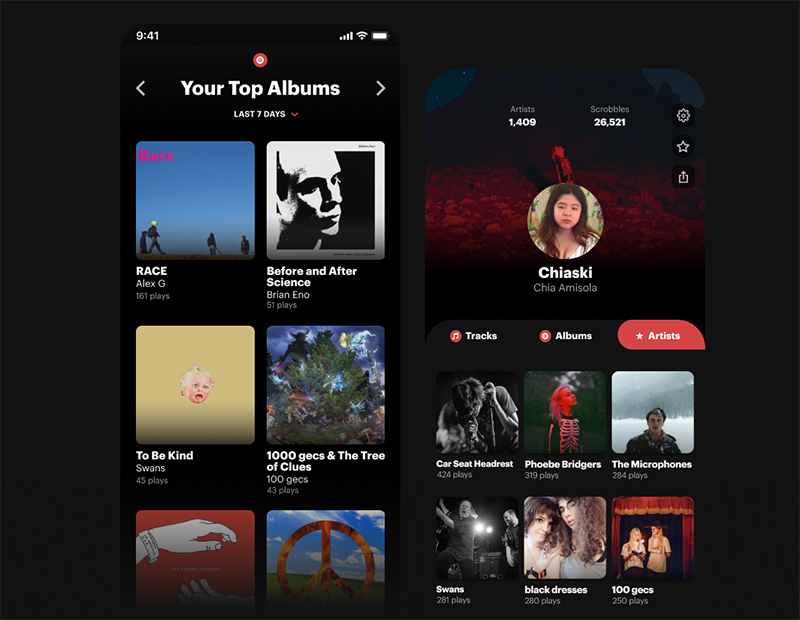 9:41
Your Top Albums
LAST 7 DAYS
Race
RACE
Alex G
161 plays
Before and After
Science
Brian Eno
51 plays
To Be Kind
Swans
45 plays
1000 gecs & The Tree
of Clues
100 gecs
43 plays
Artists
1,409
Scrobbles
26,521
Chiaski
Chia Amisola
Tracks
Albums
Artists
Car Seat Headrest
424 plays
Phoebe Bridgers
319 plays
The Microphones
284 plays
Swans
281 plays
black dresses
280 plays
100 gecs
250 plays